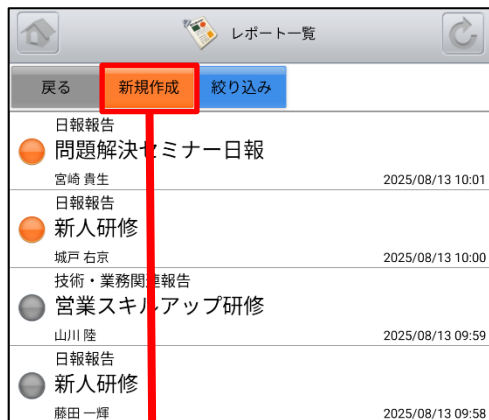 レポート一覧
戻る 新規作成 絞り込み
日報報告
問題解決セミナー日報
宮崎 貴生 2025/08/13 10:01
日報報告
新人研修
城戸 右京 2025/08/13 10:00
技術・業務関連報告
営業スキルアップ研修
山川 陸 2025/08/13 09:59
日報報告
新人研修
藤田 一輝 2025/08/13 09:58